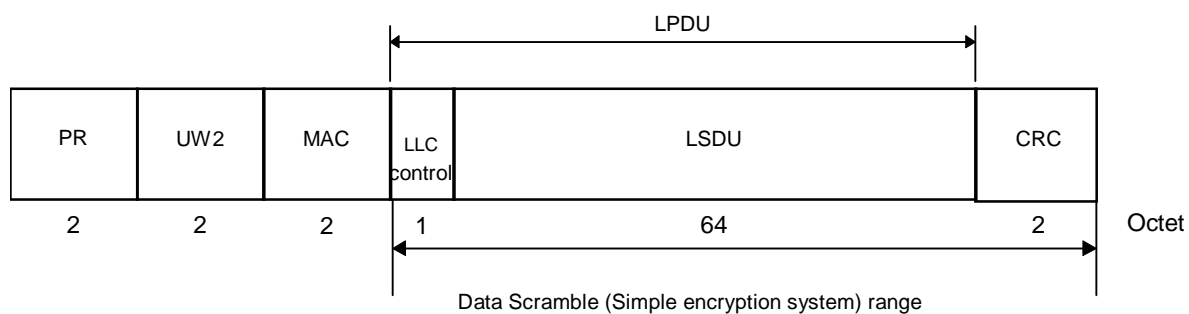 LPDU
PR UW2 MAC LLC control LSDU CRC
2 2 2 1 64 2 Octet
Data Scramble (Simple encryption system) range